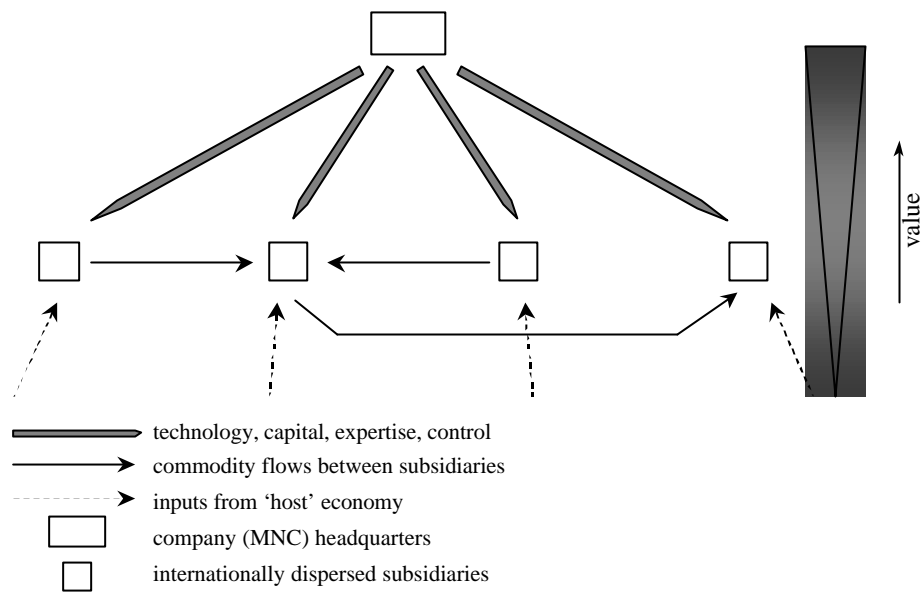 value
technology, capital, expertise, control
commodity flows between subsidiaries
inputs from ‘host’ economy
company (MNC) headquarters
internationally dispersed subsidiaries